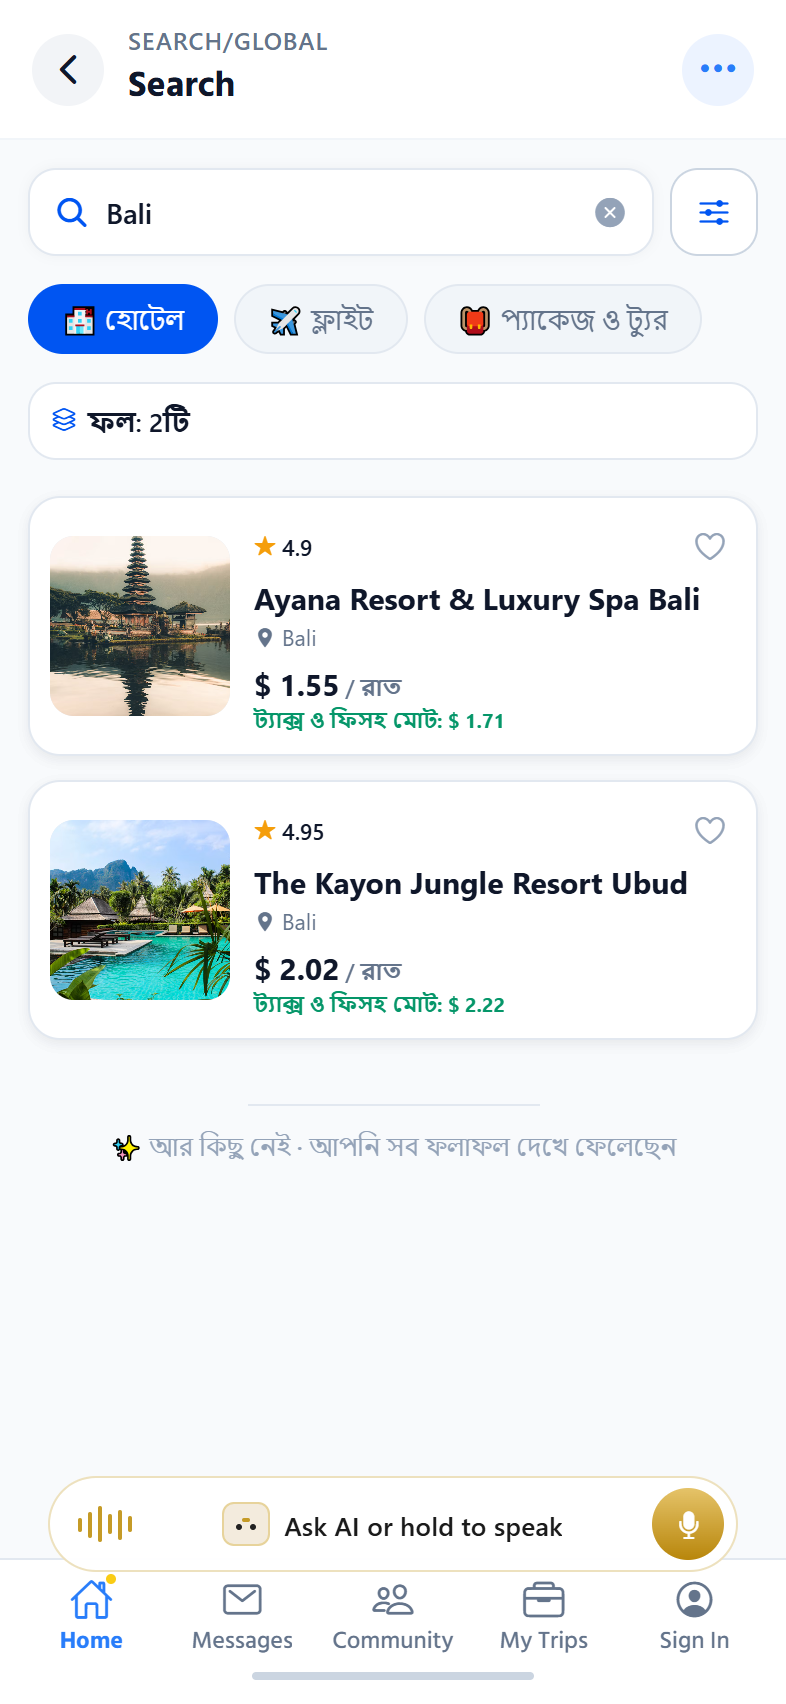 SEARCH/GLOBAL
Search
Bali
হোটেল
ফ্লাইট
প্যাকেজ ও ট্যুর
ফল: 2টি
4.9
Ayana Resort & Luxury Spa Bali
Bali
$ 1.55 / রাত
ট্যাক্স ও ফিসহ মোট: $ 1.71
4.95
The Kayon Jungle Resort Ubud
Bali
$ 2.02 / রাত
ট্যাক্স ও ফিসহ মোট: $ 2.22
আর কিছু নেই · আপনি সব ফলাফল দেখে ফেলেছেন
Ask AI or hold to speak
Home
Messages
Community
My Trips
Sign In